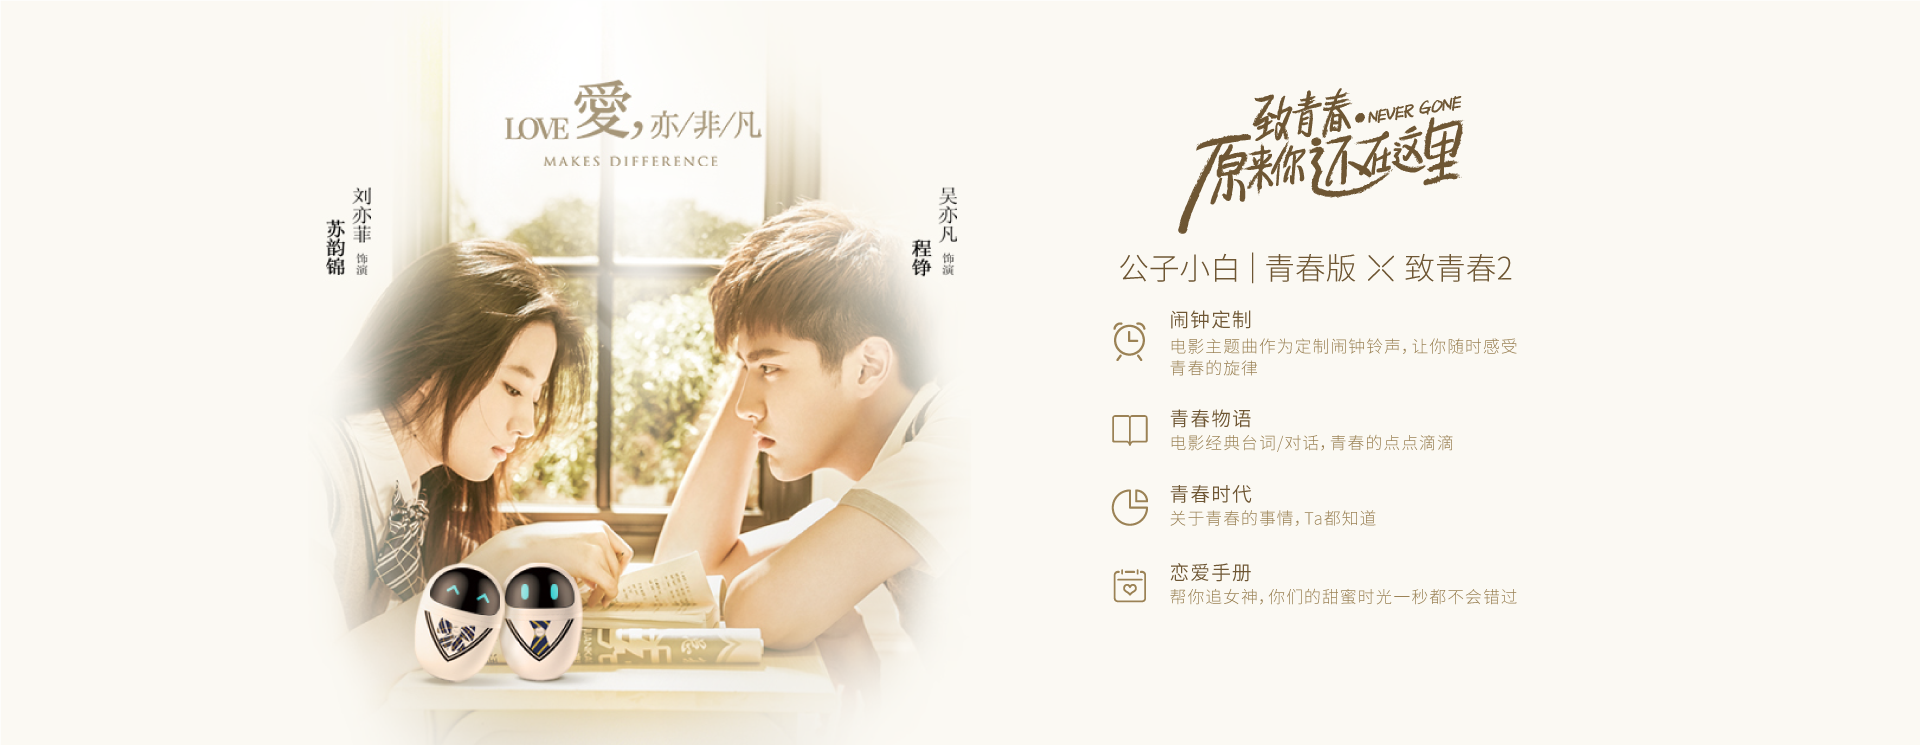 LOVE 愛,亦/非/凡
MAKES DIFFERENCE
刘亦菲 饰演
苏韵锦
吴亦凡 饰演
程铮
致青春·NEVER GONE
原来你还在这里
公子小白|青春版 × 致青春2
闹钟定制
电影主题曲作为定制闹钟铃声,让你随时感受
青春的旋律
青春物语
电影经典台词/对话,青春的点点滴滴
青春时代
关于青春的事情,Ta都知道
恋爱手册
帮你追女神,你们的甜蜜时光一秒都不会错过